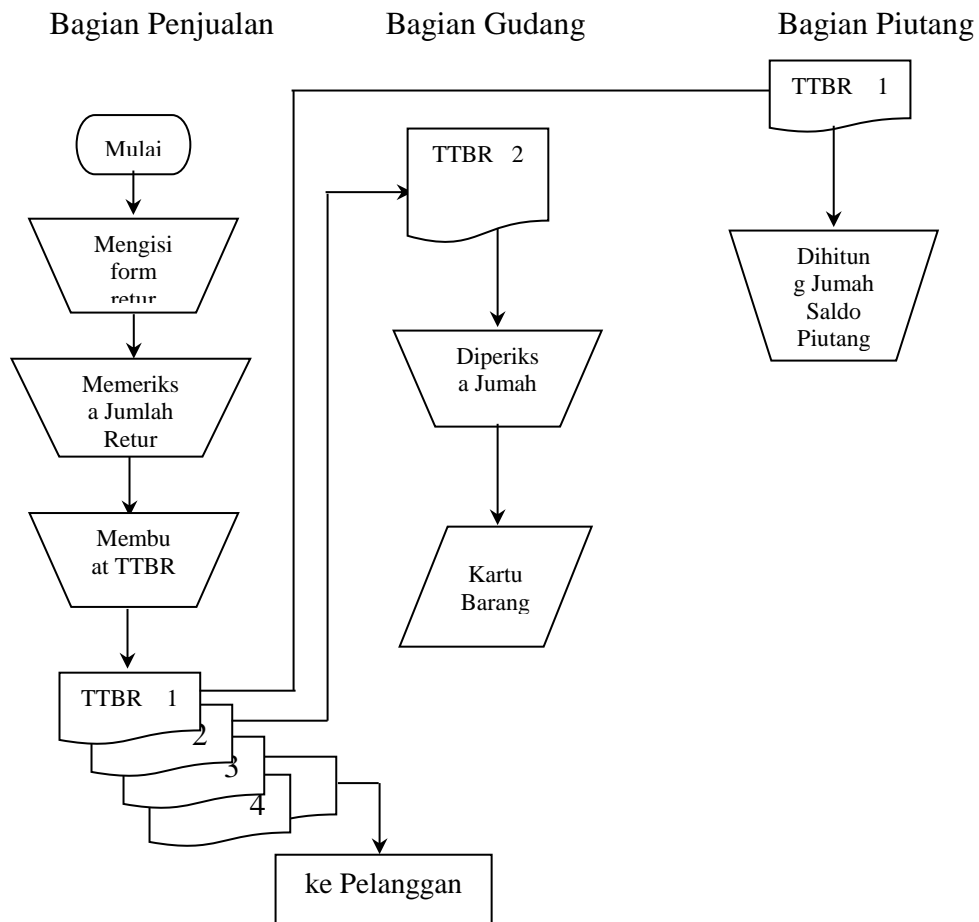 Bagian Penjualan
Bagian Gudang
Bagian Piutang
Mulai
Mengisi
form
retur
Memeriks
a Jumlah
Retur
Membu
at TTBR
TTBR 1
2
3
4
ke Pelanggan
TTBR 2
Diperiks
a Jumah
Kartu
Barang
TTBR 1
Dihitun
g Jumah
Saldo
Piutang